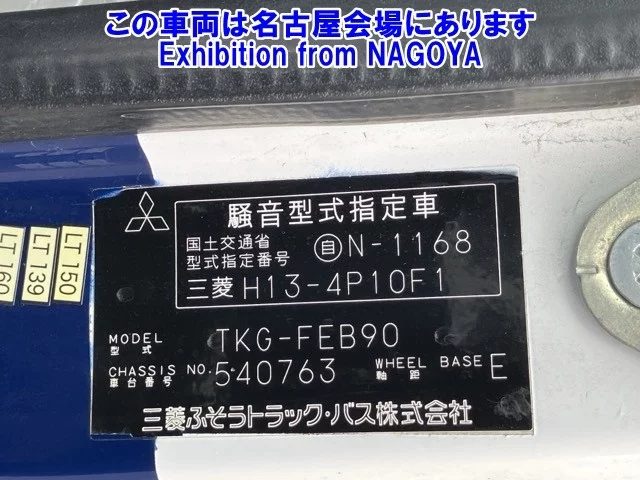 この車両は名古屋会場にあります
Exhibition from NAGOYA
騒音型式指定車
国土交通省
型式指定番号 自N-1168
三菱 H13-4P10F1
MODEL
型式 TKG-FEB90
CHASSIS NO.
車台番号 540763 WHEEL BASE
軸距 E
三菱ふそうトラック・バス株式会社
LT 150
LT 139
LT 160